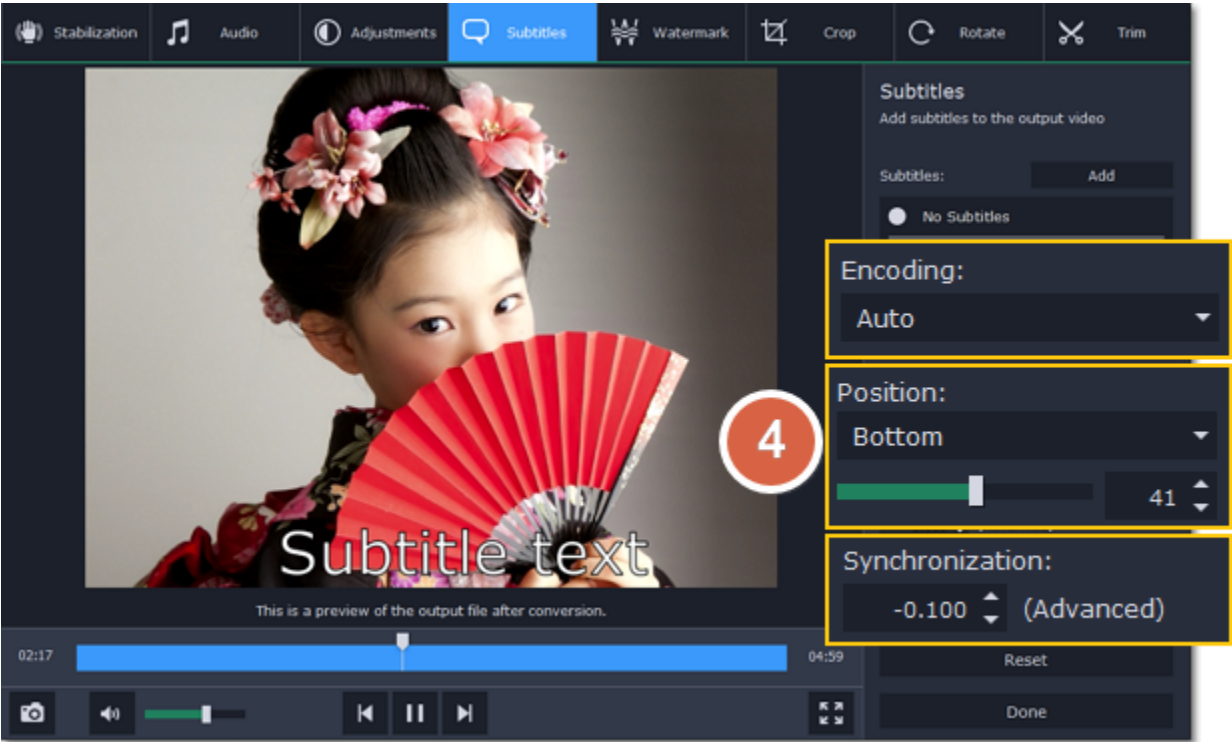 Stabilization
Audio
Adjustments
Subtitles
Watermark
Crop
Rotate
Trim
Subtitles
Add subtitles to the output video
Subtitles:
Add
No Subtitles
Encoding:
Auto
4
Position:
Bottom
41
Synchronization:
-0.100
(Advanced)
Subtitle text
This is a preview of the output file after conversion.
02:17
04:59
Reset
Done